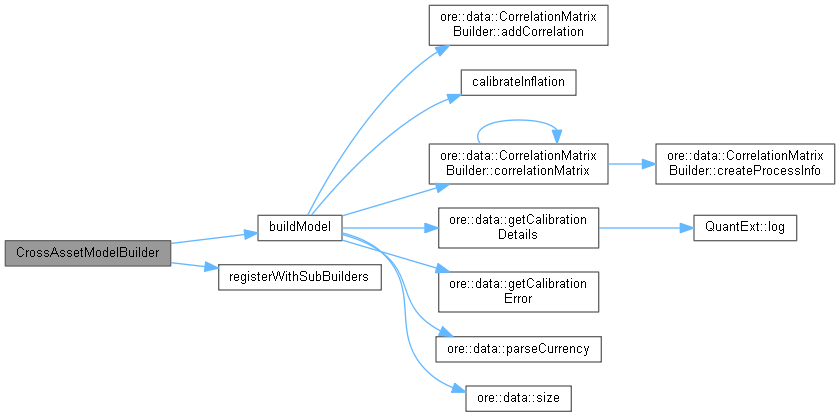 CrossAssetModelBuilder
buildModel
registerWithSubBuilders
ore::data::CorrelationMatrix
Builder::addCorrelation
calibrateInflation
ore::data::CorrelationMatrix
Builder::correlationMatrix
ore::data::getCalibration
Details
ore::data::getCalibration
Error
ore::data::parseCurrency
ore::data::size
ore::data::CorrelationMatrix
Builder::createProcessInfo
QuantExt::log